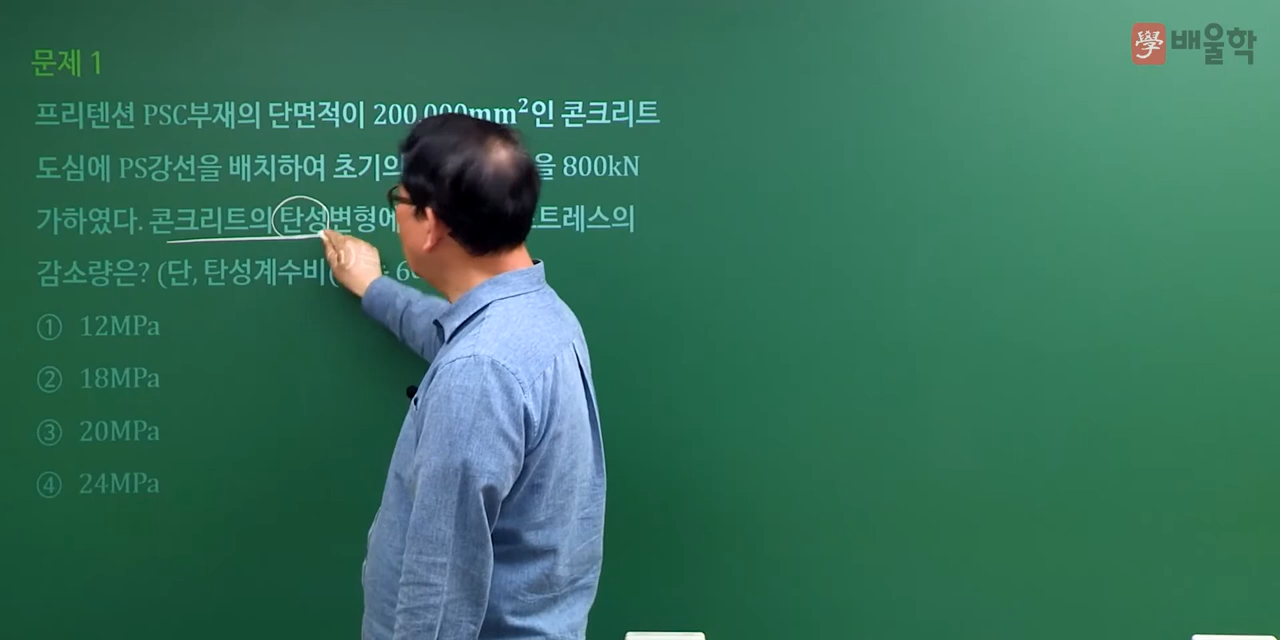 學 배울학
문제 1
프리텐션 PSC부재의 단면적이 200,000mm²인 콘크리트
도심에 PS강선을 배치하여 초기의 800kN
가하였다. 콘크리트의 탄성변형에 트레스의
감소량은? (단, 탄성계수비(n)는 6
① 12MPa
② 18MPa
③ 20MPa
④ 24MPa